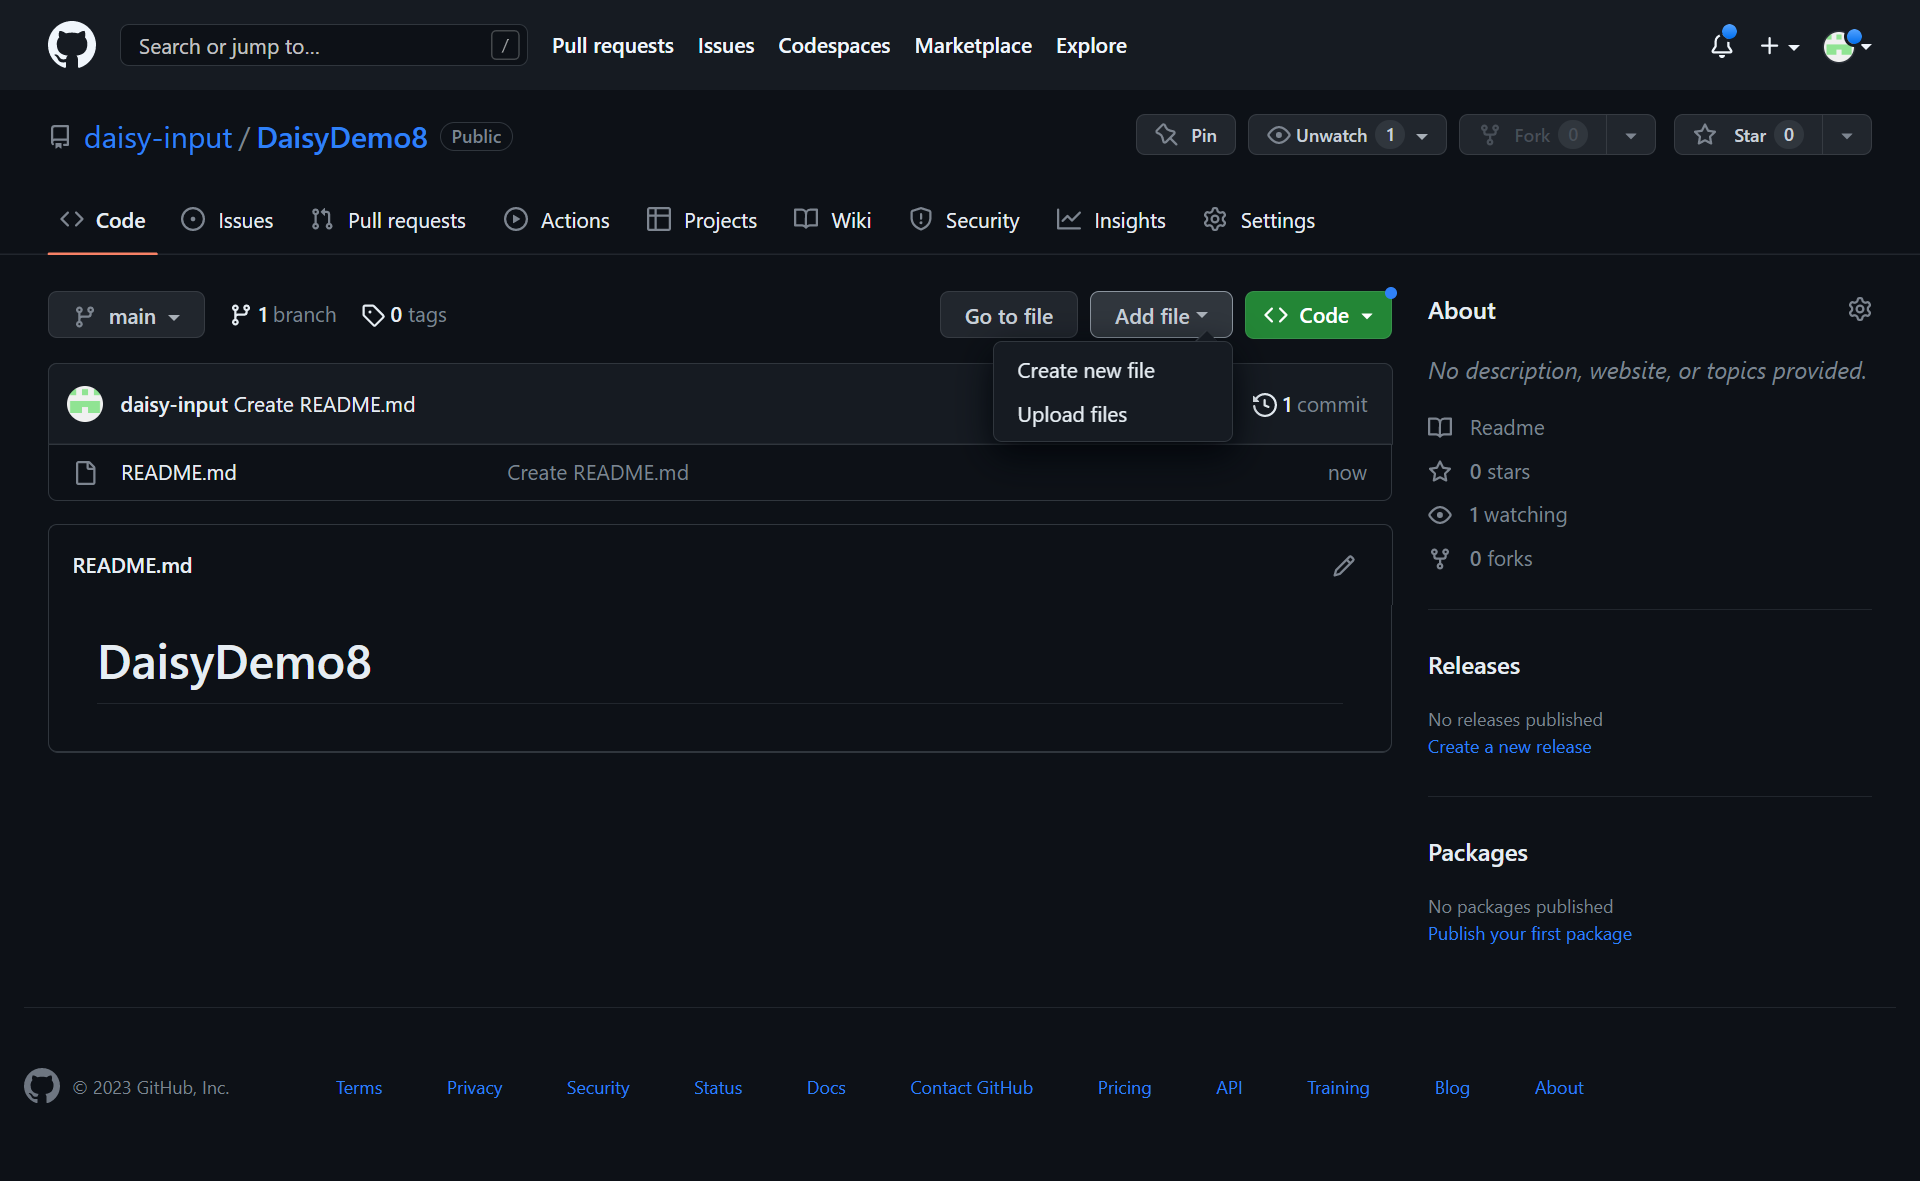 Search or jump to... /
Pull requests Issues Codespaces Marketplace Explore
daisy-input / DaisyDemo8 Public
Pin Unwatch 1 Fork 0 Star 0
Code Issues Pull requests Actions Projects Wiki Security Insights Settings
main 1 branch 0 tags
Go to file Add file Code
Create new file
Upload files
daisy-input Create README.md 1 commit
README.md Create README.md now
README.md
DaisyDemo8
About
No description, website, or topics provided.
Readme
0 stars
1 watching
0 forks
Releases
No releases published
Create a new release
Packages
No packages published
Publish your first package
© 2023 GitHub, Inc. Terms Privacy Security Status Docs Contact GitHub Pricing API Training Blog About